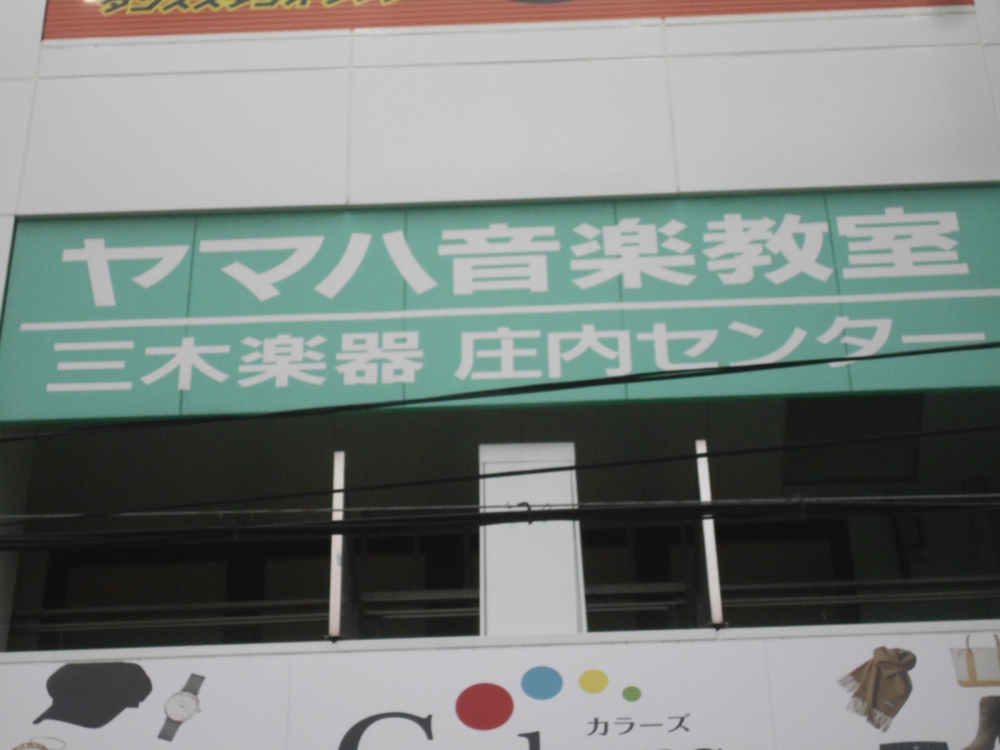 ヤマハ音楽教室
三木楽器 庄内センター
カラーズ